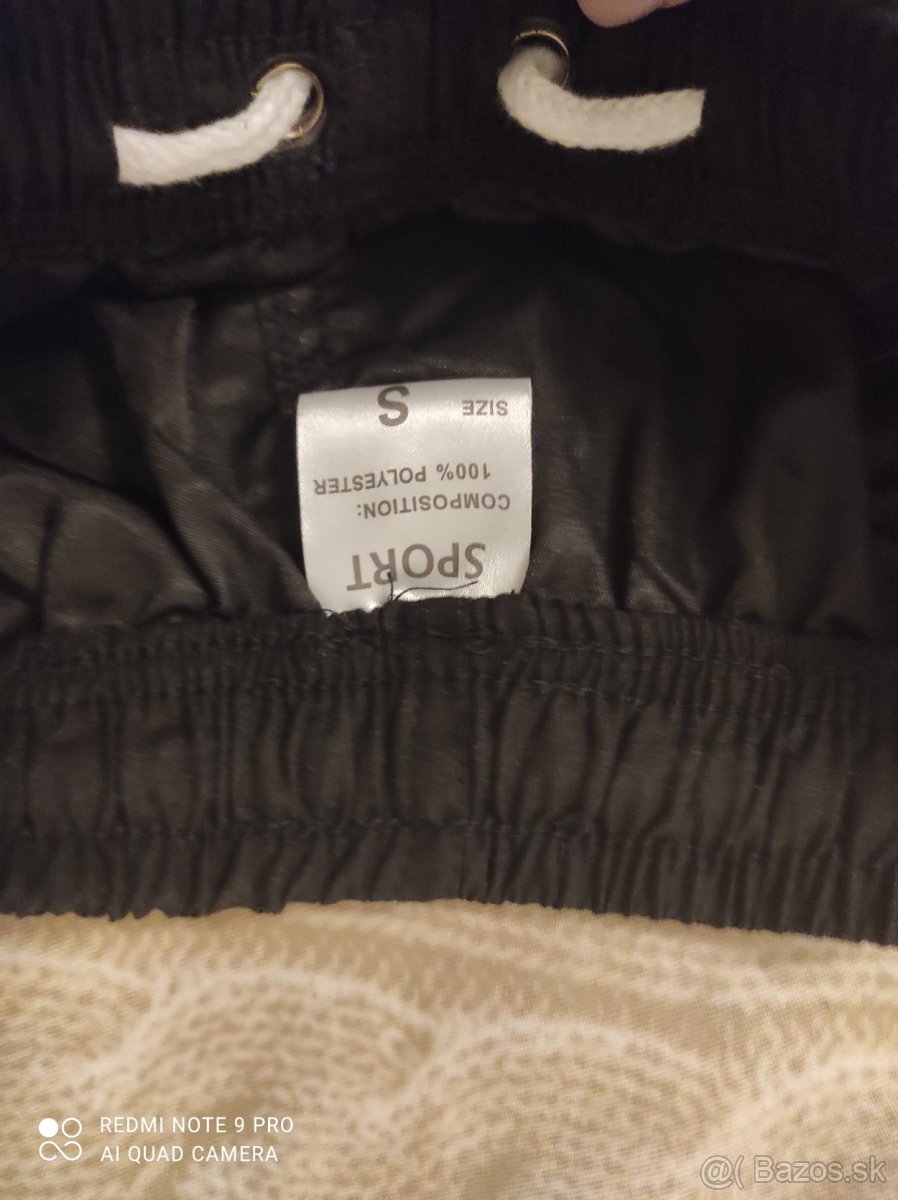 SPORT
COMPOSITION:
100% POLYESTER
SIZE S
REDMI NOTE 9 PRO
AI QUAD CAMERA
@( Bazos.sk